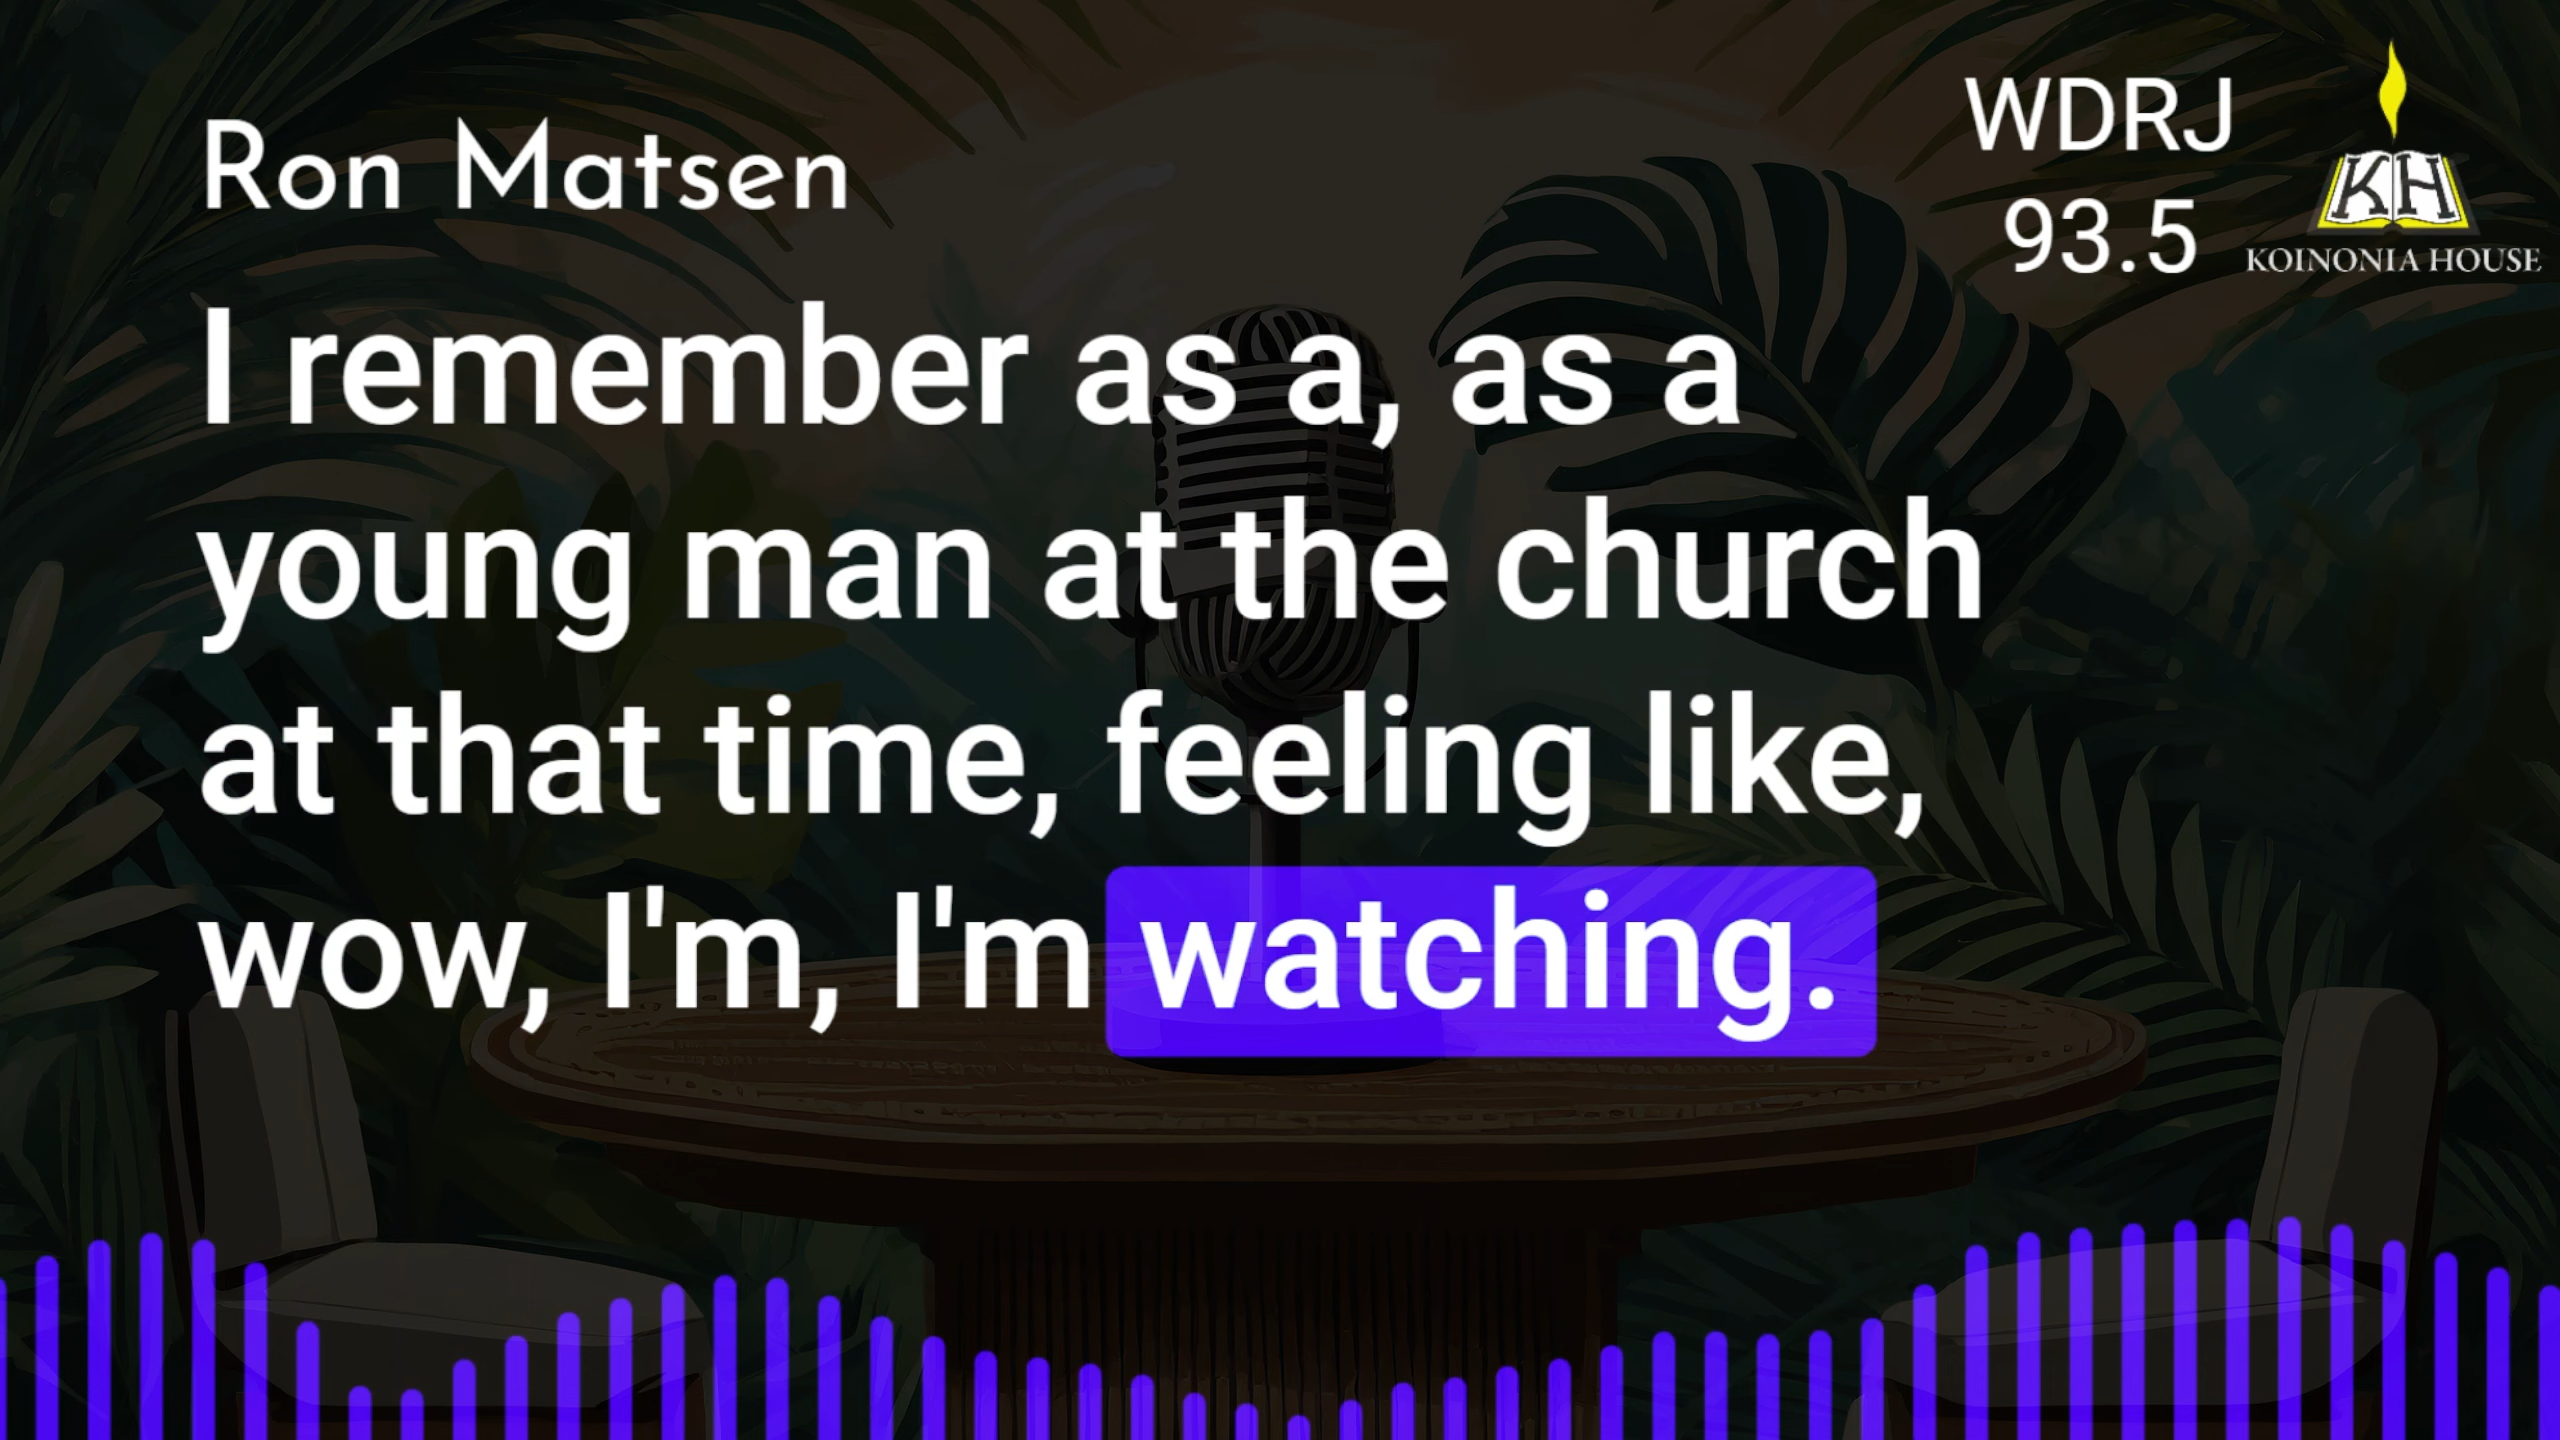 Ron Matsen
WDRJ
93.5
KH
KOINONIA HOUSE
I remember as a, as a
young man at the church
at that time, feeling like,
wow, I'm, I'm watching.